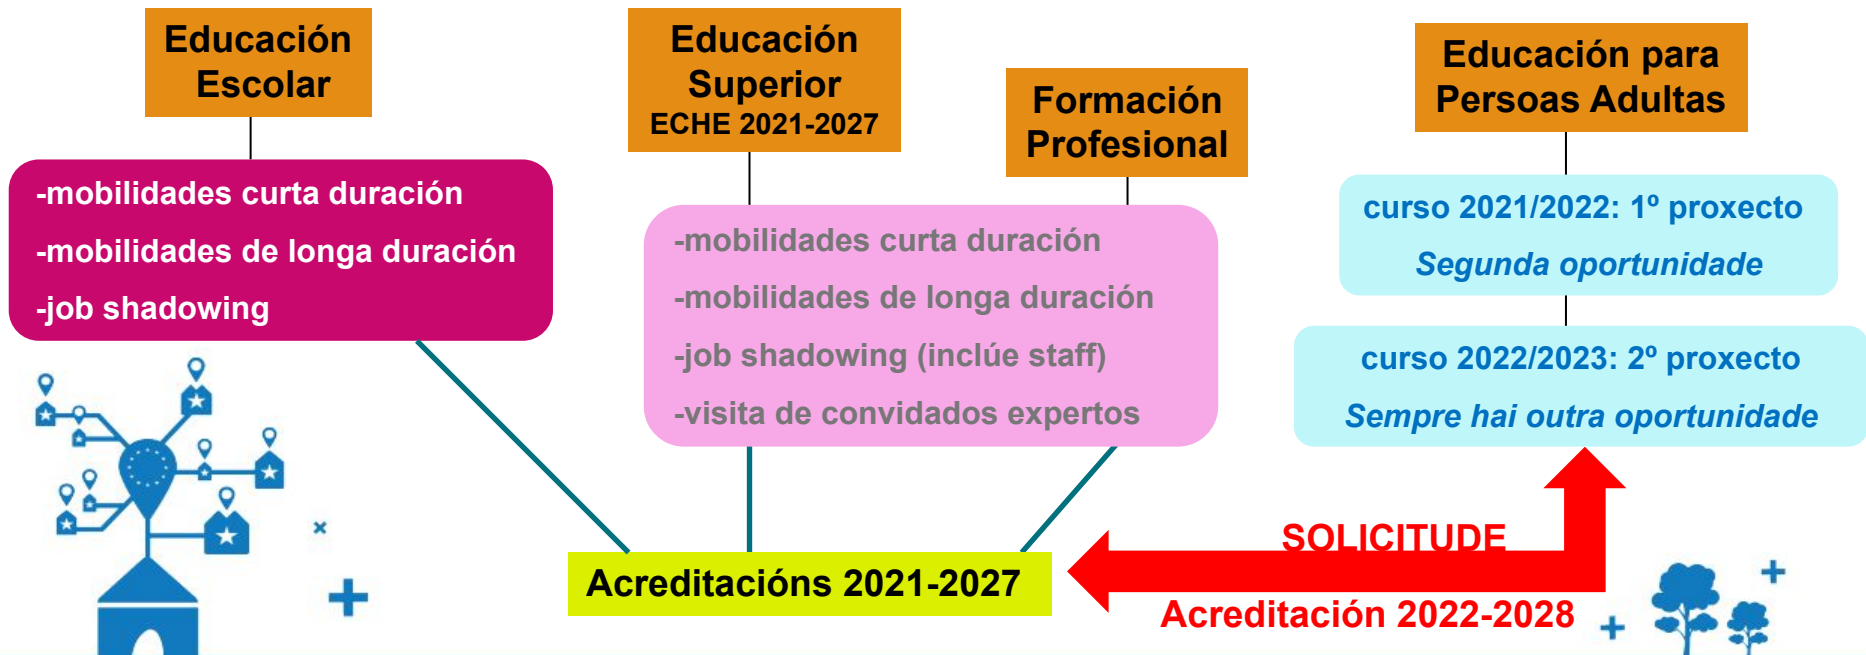 Educación
Escolar
-mobilidades curta duración
-mobilidades de longa duración
-job shadowing
Educación
Superior
ECHE 2021-2027
Formación
Profesional
-mobilidades curta duración
-mobilidades de longa duración
-job shadowing (inclúe staff)
-visita de convidados expertos
Educación para
Persoas Adultas
curso 2021/2022: 1º proxecto
Segunda oportunidade
curso 2022/2023: 2º proxecto
Sempre hai outra oportunidade
Acreditacións 2021-2027
SOLICITUDE
Acreditación 2022-2028